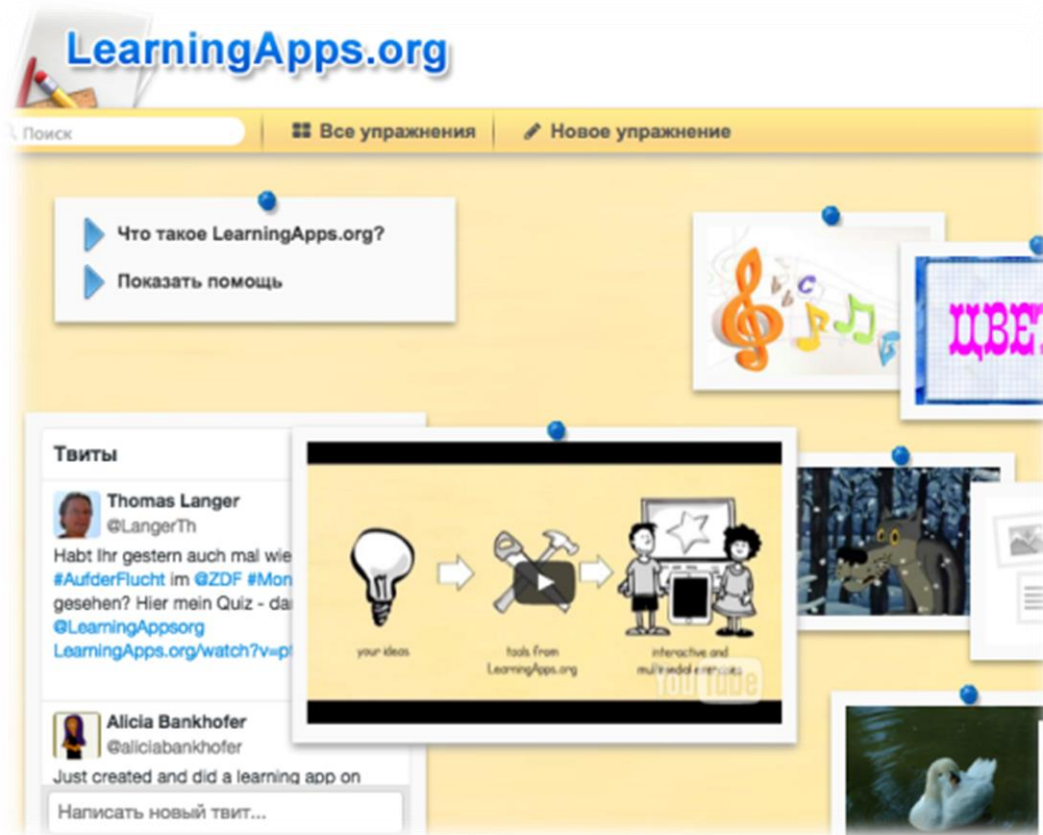 LearningApps.org
Поиск
Все упражнения
Новое упражнение
Что такое LearningApps.org?
Показать помощь
Твиты
Thomas Langer
@LangerTh
Habt Ihr gestern auch mal wie
#AufderFlucht im @ZDF #Mon
gesehen? Hier mein Quiz - da
@LearningAppsorg
LearningApps.org/watch?v=p
Alicia Bankhofer
@aliciabankhofer
Just created and did a learning app on
Написать новый твит...
your ideas
tools from
LearningApps.org
interactive and
multimedial exercises
YouTube
ЦВЕТ